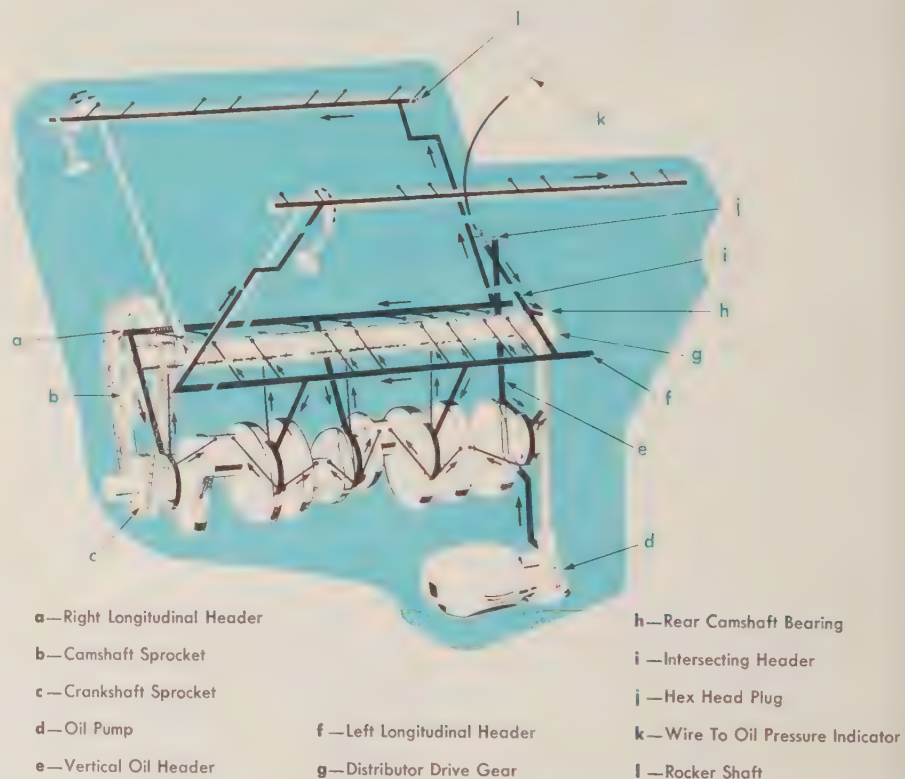 l
k
j
i
h
g
f
e
d
a
b
c
a—Right Longitudinal Header
b—Camshaft Sprocket
c—Crankshaft Sprocket
d—Oil Pump
e—Vertical Oil Header
f—Left Longitudinal Header
g—Distributor Drive Gear
h—Rear Camshaft Bearing
i—Intersecting Header
j—Hex Head Plug
k—Wire To Oil Pressure Indicator
l—Rocker Shaft